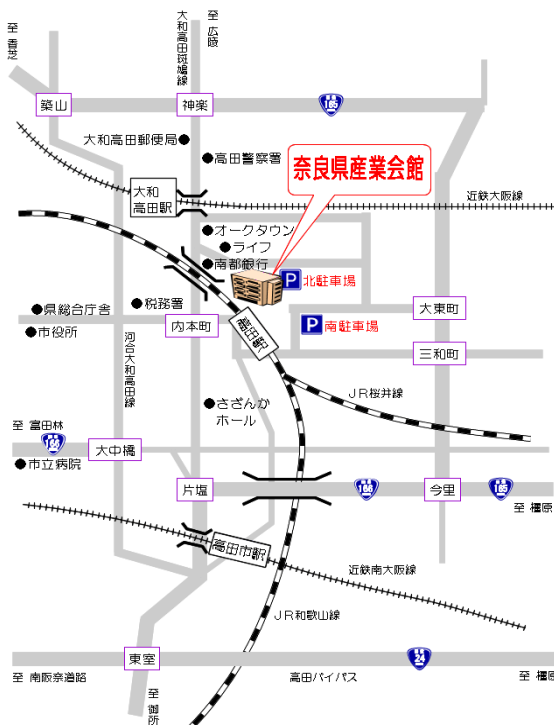 至 香芝
大和高田斑鳩線
至 広陵
築山
神楽
165
大和高田郵便局
高田警察署
奈良県産業会館
大和
高田駅
近鉄大阪線
オークタウン
ライフ
南都銀行
P
北駐車場
県総合庁舎
税務署
大東町
市役所
内本町
P
南駐車場
高田駅
三和町
河合大和高田線
JR桜井線
さざんか
ホール
至 富田林
166
大中橋
市立病院
片塩
166
今里
165
至 橿原
高田市駅
近鉄南大阪線
JR和歌山線
東室
24
至 南阪奈道路
高田バイパス
至 橿原
至 御所